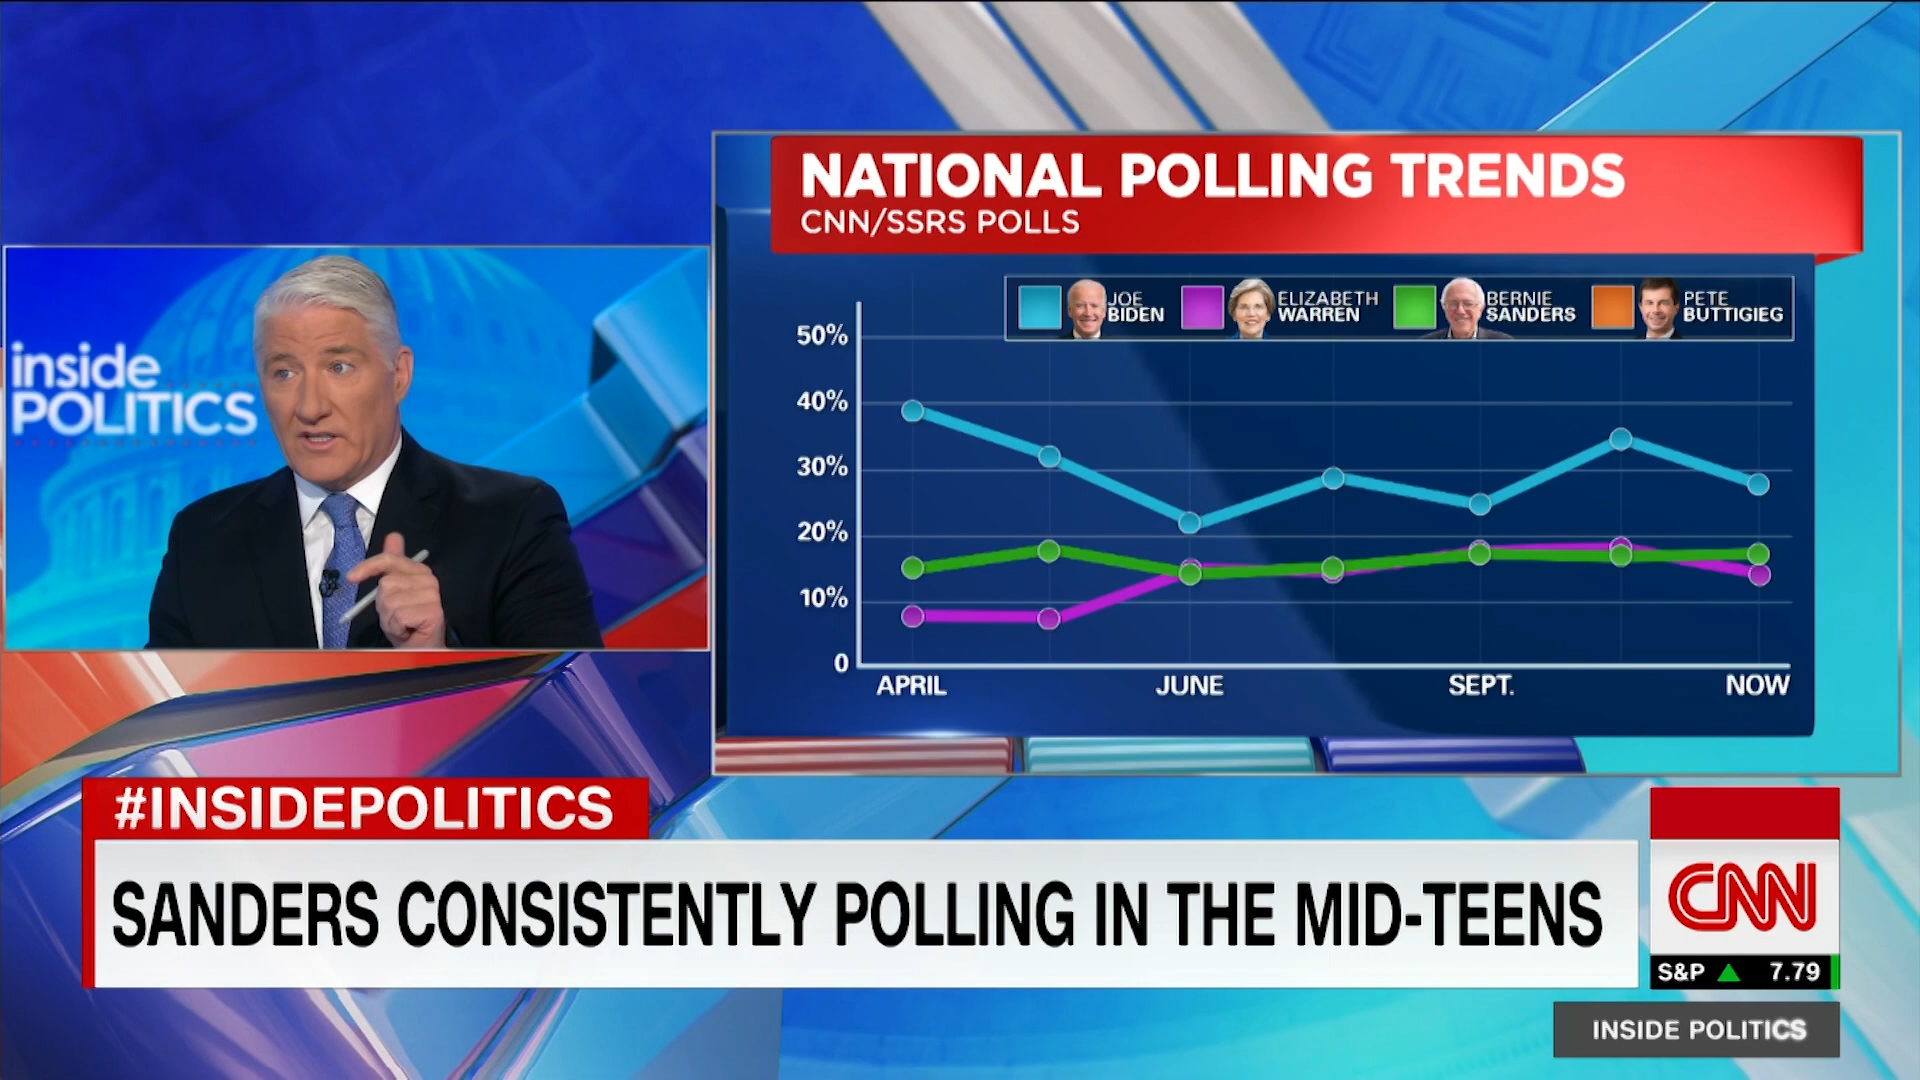 NATIONAL POLLING TRENDS
CNN/SSRS POLLS
JOE
BIDEN
ELIZABETH
WARREN
BERNIE
SANDERS
PETE
BUTTIGIEG
50%
40%
30%
20%
10%
0
APRIL
JUNE
SEPT.
NOW
inside
POLITICS
#INSIDEPOLITICS
SANDERS CONSISTENTLY POLLING IN THE MID-TEENS
CNN
S&P ▲ 7.79
INSIDE POLITICS